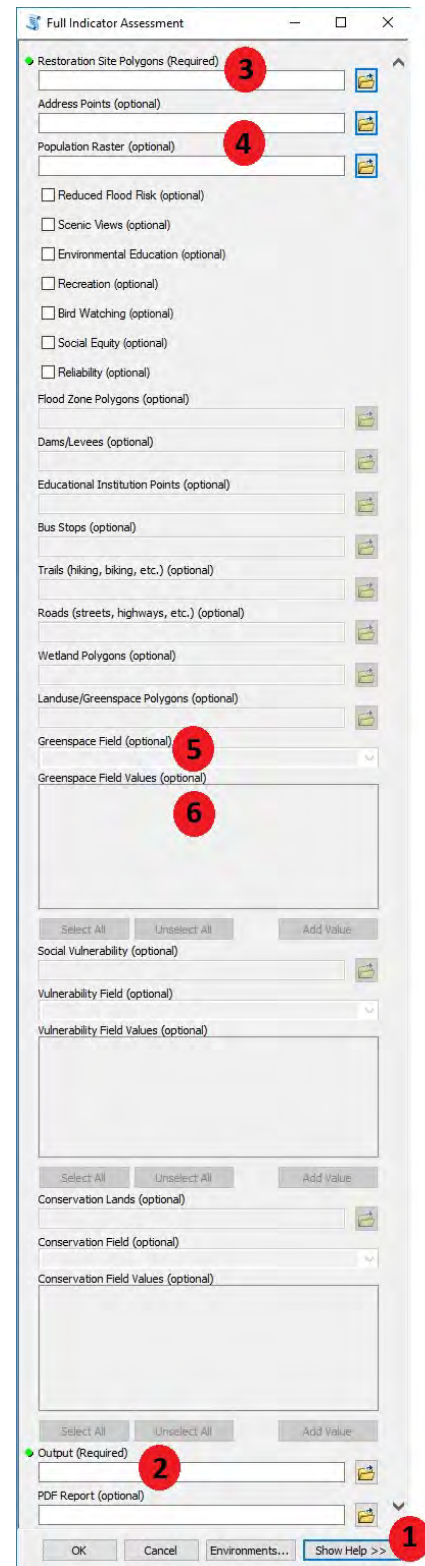 Full Indicator Assessment
Restoration Site Polygons (Required)
3
Address Points (optional)
4
Population Raster (optional)
Reduced Flood Risk (optional)
Scenic Views (optional)
Environmental Education (optional)
Recreation (optional)
Bird Watching (optional)
Social Equity (optional)
Reliability (optional)
Flood Zone Polygons (optional)
Dams/Levees (optional)
Educational Institution Points (optional)
Bus Stops (optional)
Trails (hiking, biking, etc.) (optional)
Roads (streets, highways, etc.) (optional)
Wetland Polygons (optional)
Landuse/Greenspace Polygons (optional)
Greenspace Field (optional)
5
Greenspace Field Values (optional)
6
Select All Unselect All Add Value
Social Vulnerability (optional)
Vulnerability Field (optional)
Vulnerability Field Values (optional)
Select All Unselect All Add Value
Conservation Lands (optional)
Conservation Field (optional)
Conservation Field Values (optional)
Select All Unselect All Add Value
Output (Required)
2
PDF Report (optional)
OK Cancel Environments... Show Help >>
1